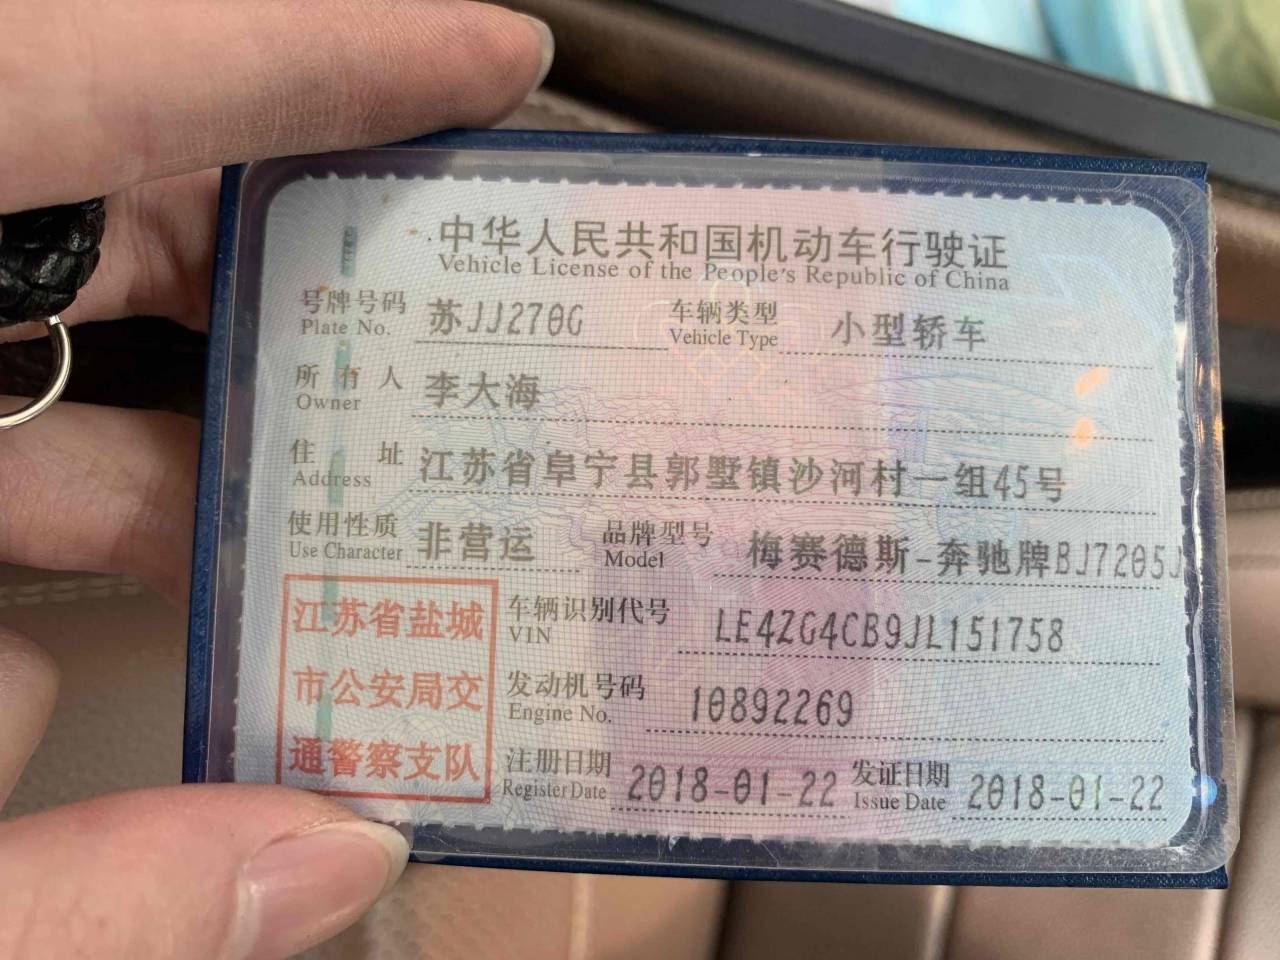 中华人民共和国机动车行驶证
Vehicle License of the People's Republic of China
号牌号码 苏JJ270G 车辆类型 小型轿车
Plate No. Vehicle Type
所有人 李大海
Owner
住址 江苏省阜宁县郭墅镇沙河村一组45号
Address
使用性质 非营运 品牌型号 梅赛德斯-奔驰牌BJ7205J
Use Character Model
江苏省盐城
市公安局交
通警察支队
车辆识别代号 LE4ZG4CB9JL151758
VIN
发动机号码 10892269
Engine No.
注册日期 2018-01-22 发证日期 2018-01-22
Register Date Issue Date